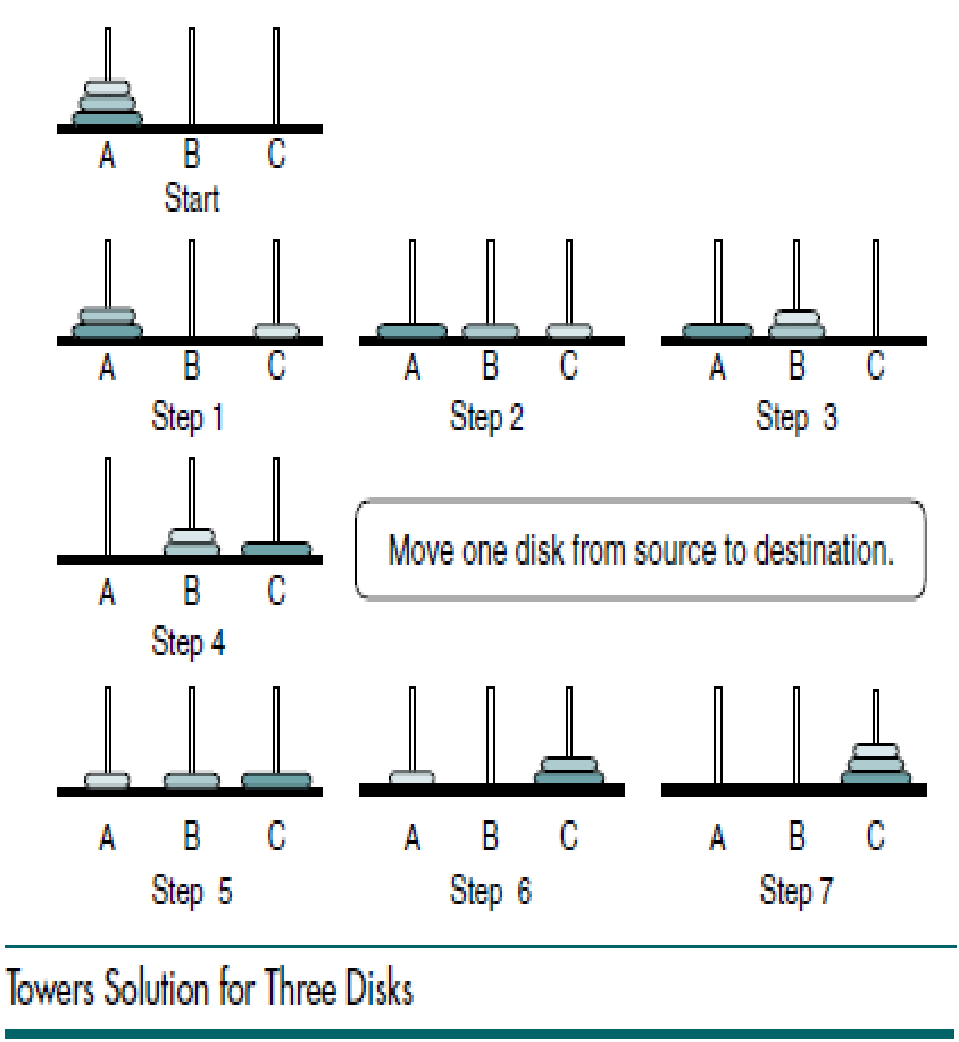 A B C
Start
A B C A B C A B C
Step 1 Step 2 Step 3
A B C
Move one disk from source to destination.
Step 4
A B C A B C A B C
Step 5 Step 6 Step 7
Towers Solution for Three Disks